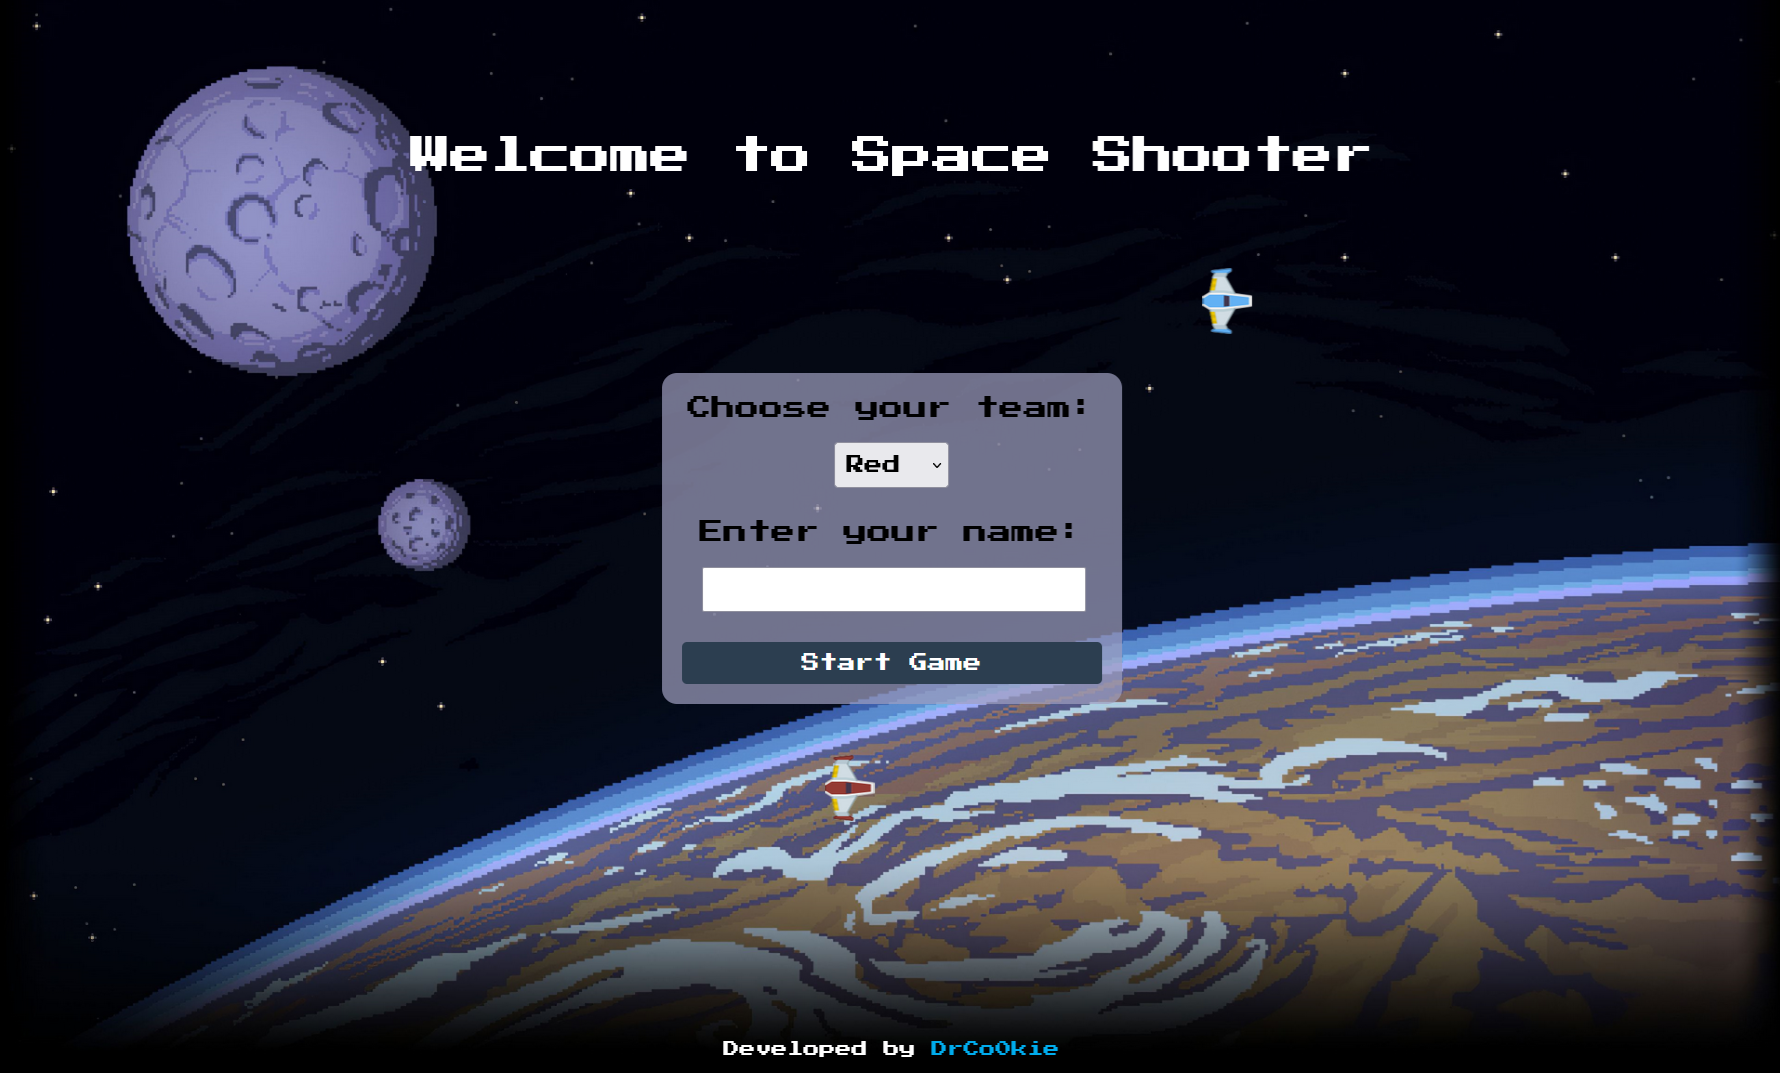 Welcome to Space Shooter
Choose your team:
Red
Enter your name:
Start Game
Developed by DrCoOkie